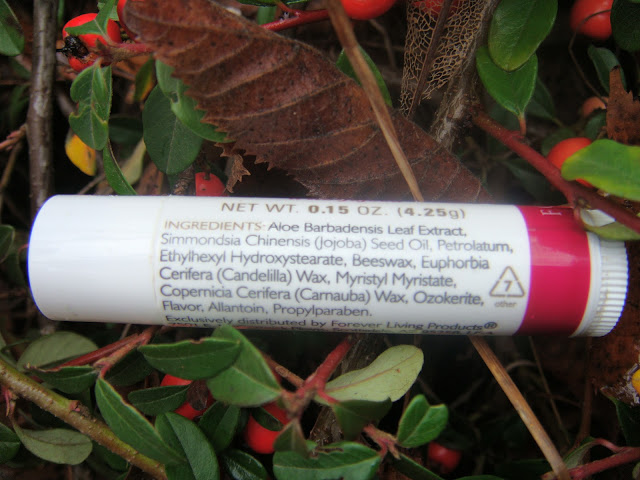 NET WT. 0.15 OZ. (4.25g)
INGREDIENTS: Aloe Barbadensis Leaf Extract,
Simmondsia Chinensis (Jojoba) Seed Oil, Petrolatum,
Ethylhexyl Hydroxystearate, Beeswax, Euphorbia
Cerifera (Candelilla) Wax, Myristyl Myristate,
Copernicia Cerifera (Carnauba) Wax, Ozokerite,
Flavor, Allantoin, Propylparaben.
Exclusively distributed by Forever Living Products®
7
other